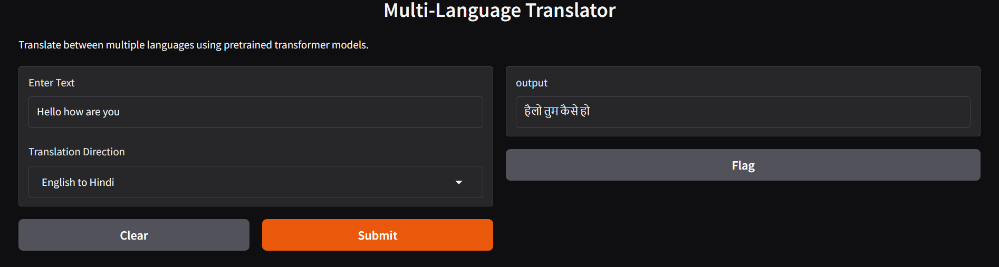 Multi-Language Translator
Translate between multiple languages using pretrained transformer models.
Enter Text
Hello how are you
Translation Direction
English to Hindi
Clear
Submit
output
हैलो तुम कैसे हो
Flag